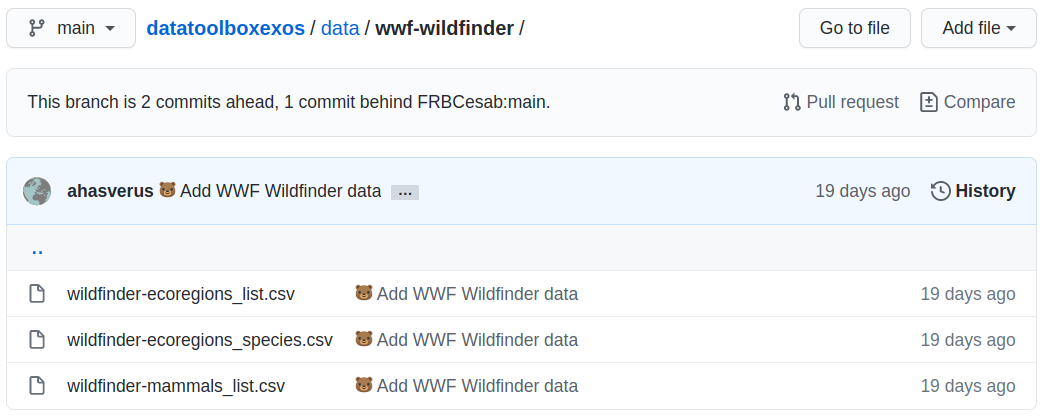 main datatoolboxexos / data / wwf-wildfinder / Go to file Add file
This branch is 2 commits ahead, 1 commit behind FRBCesab:main. Pull request Compare
ahasverus 🐻 Add WWF Wildfinder data ... 19 days ago History
..
wildfinder-ecoregions_list.csv 🐻 Add WWF Wildfinder data 19 days ago
wildfinder-ecoregions_species.csv 🐻 Add WWF Wildfinder data 19 days ago
wildfinder-mammals_list.csv 🐻 Add WWF Wildfinder data 19 days ago